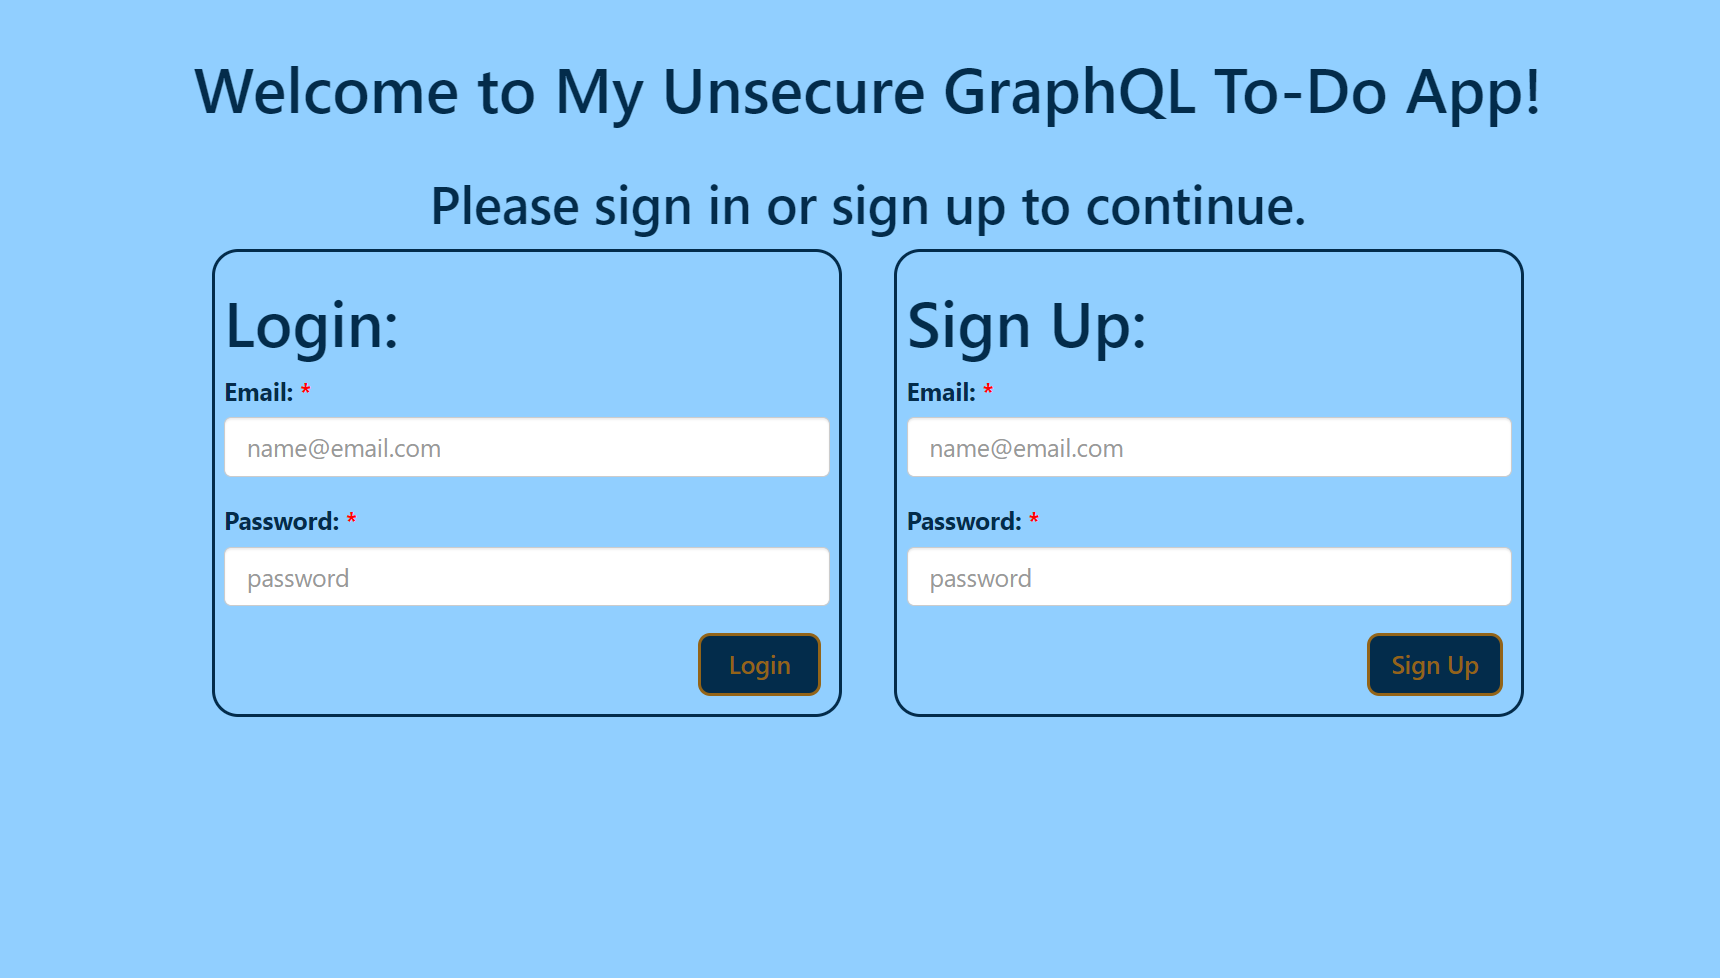 Welcome to My Unsecure GraphQL To-Do App!
Please sign in or sign up to continue.
Login:
Email: *
name@email.com
Password: *
password
Login
Sign Up:
Email: *
name@email.com
Password: *
password
Sign Up